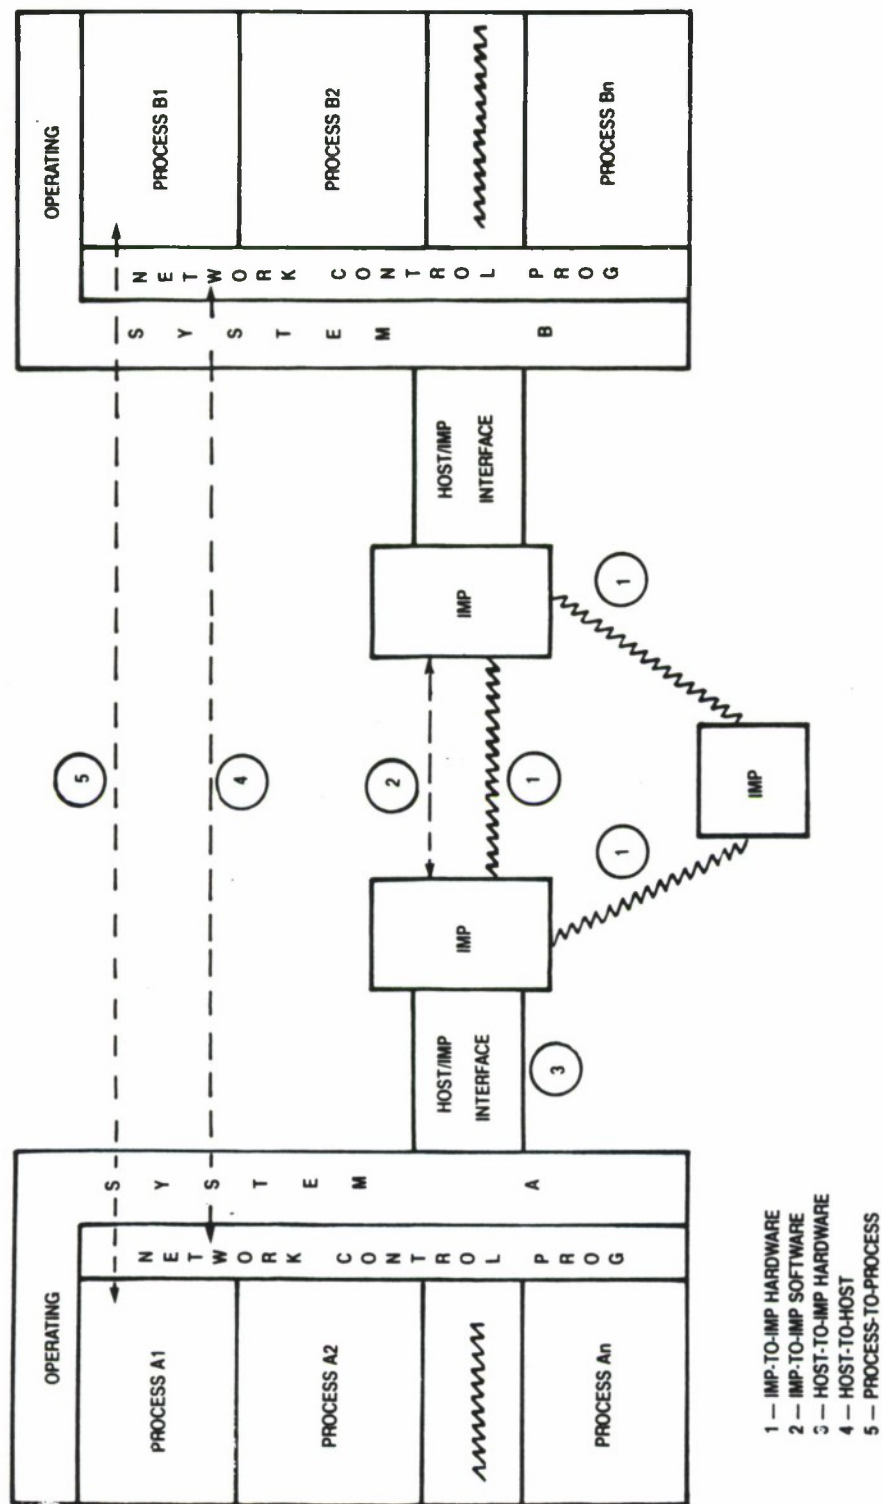 OPERATING
PROCESS A1
PROCESS A2
PROCESS An
NETWORK CONTROL PROG
SYSTEM A
HOST/IMP
INTERFACE
3
IMP
5
4
2
1
1
IMP
1
IMP
HOST/IMP
INTERFACE
OPERATING
SYSTEM B
NETWORK CONTROL PROG
PROCESS B1
PROCESS B2
PROCESS Bn
1 — IMP-TO-IMP HARDWARE
2 — IMP-TO-IMP SOFTWARE
3 — HOST-TO-IMP HARDWARE
4 — HOST-TO-HOST
5 — PROCESS-TO-PROCESS